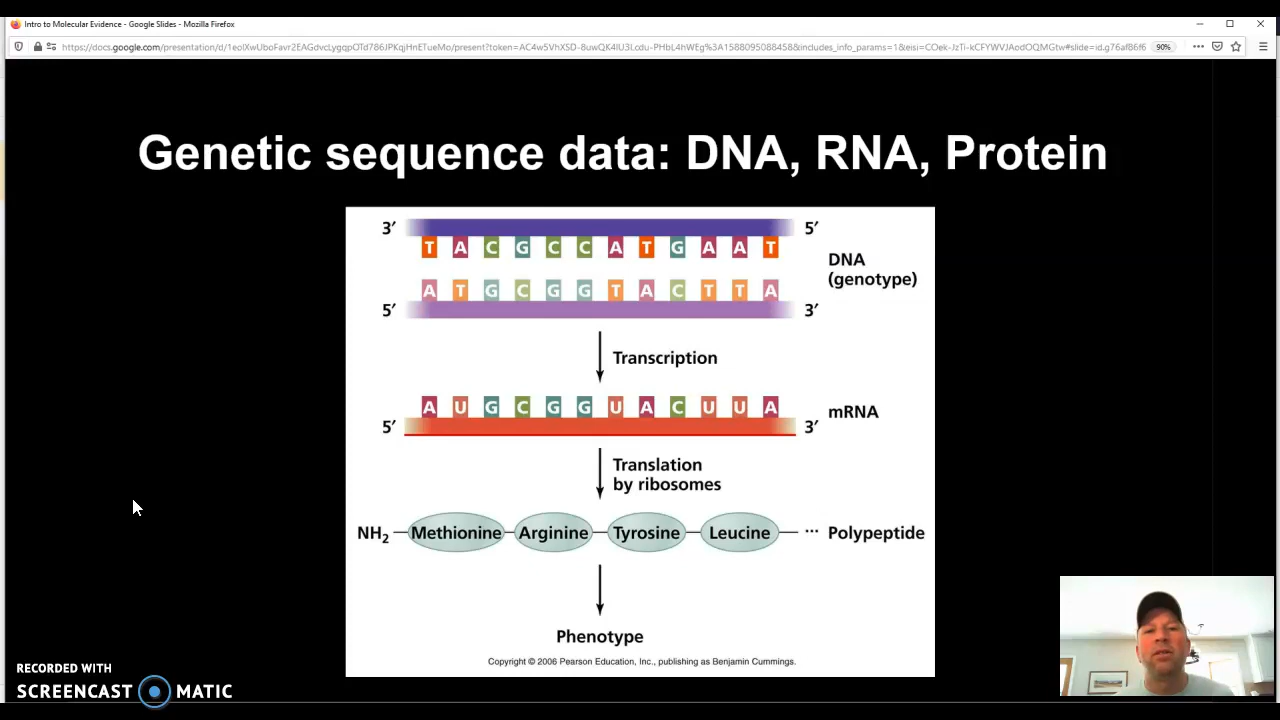 Intro to Molecular Evidence - Google Slides - Mozilla Firefox
90%
Genetic sequence data: DNA, RNA, Protein
3′ 5′
T A C G C C A T G A A T
DNA
(genotype)
A T G C G G T A C T T A
5′ 3′
Transcription
A U G C G G U A C U U A
mRNA
5′ 3′
Translation
by ribosomes
NH2 Methionine Arginine Tyrosine Leucine ... Polypeptide
Phenotype
Copyright © 2006 Pearson Education, Inc., publishing as Benjamin Cummings.
RECORDED WITH
SCREENCAST MATIC